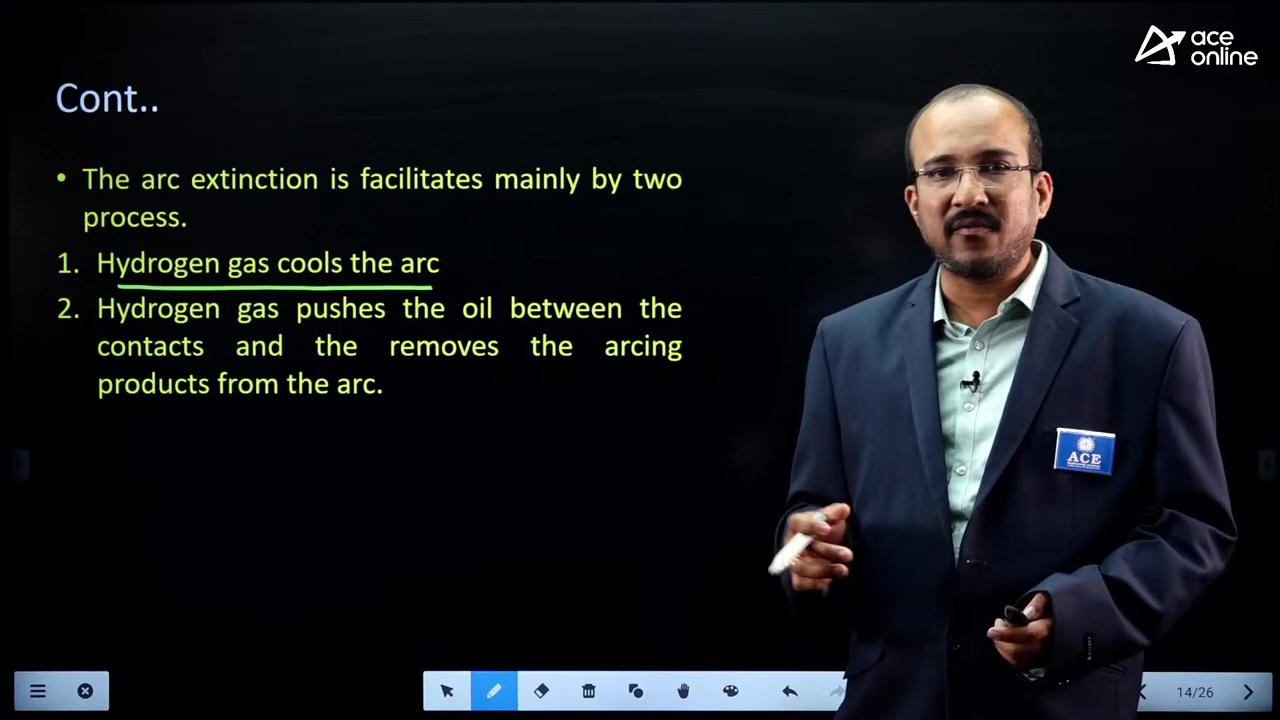 ace
online
Cont..
• The arc extinction is facilitates mainly by two
process.
1. Hydrogen gas cools the arc
2. Hydrogen gas pushes the oil between the
contacts and the removes the arcing
products from the arc.
ACE
14/26